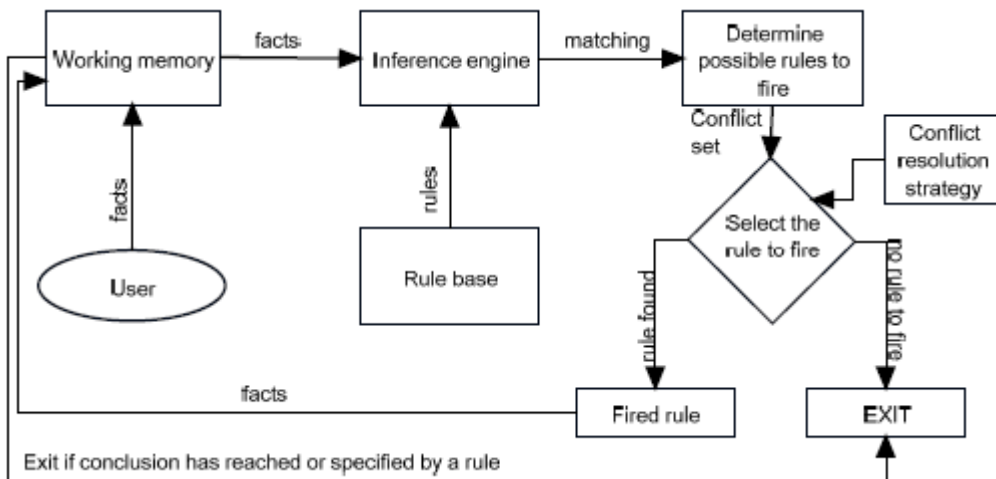 Working memory
facts
Inference engine
matching
Determine
possible rules to
fire
Conflict
set
Conflict
resolution
strategy
facts
rules
Select the
rule to fire
User
Rule base
rule found
no rule to fire
facts
Fired rule
EXIT
Exit if conclusion has reached or specified by a rule